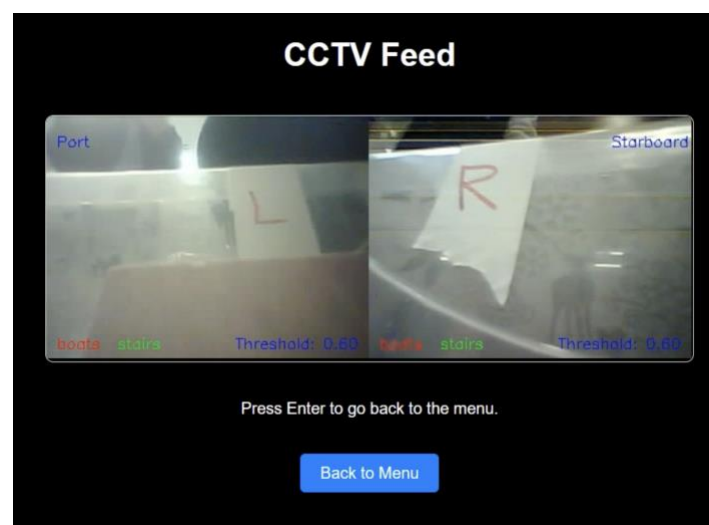 CCTV Feed
Port
Starboard
L
R
boats stairs Threshold: 0.60
boats stairs Threshold: 0.60
Press Enter to go back to the menu.
Back to Menu